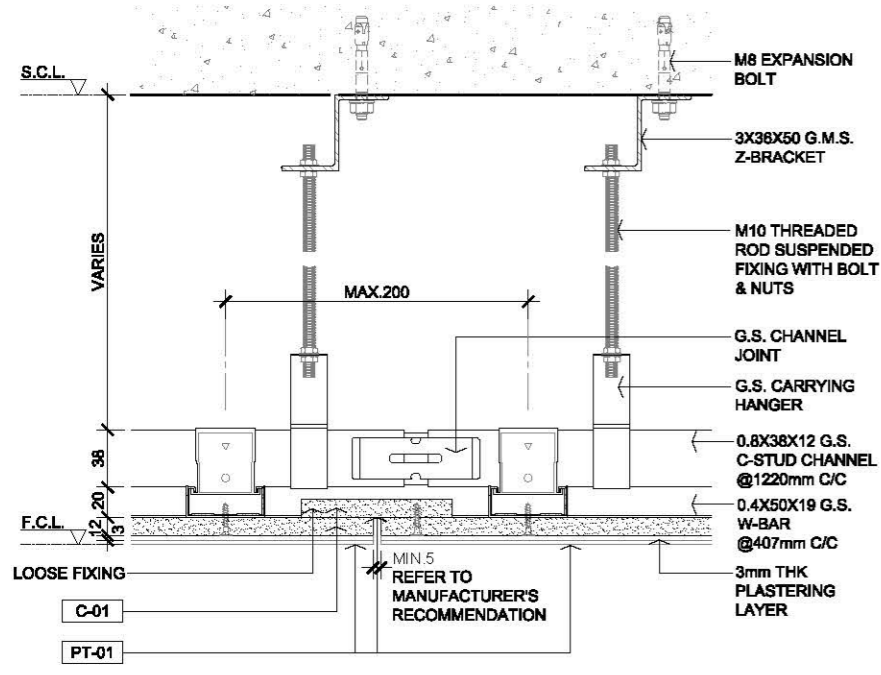 S.C.L.
M8 EXPANSION
BOLT
3X36X50 G.M.S.
Z-BRACKET
M10 THREADED
ROD SUSPENDED
FIXING WITH BOLT
& NUTS
VARIES
MAX.200
G.S. CHANNEL
JOINT
G.S. CARRYING
HANGER
38
0.8X38X12 G.S.
C-STUD CHANNEL
@1220mm C/C
20
0.4X50X19 G.S.
W-BAR
@407mm C/C
F.C.L.
12
3
LOOSE FIXING
MIN.5
REFER TO
MANUFACTURER'S
RECOMMENDATION
3mm THK
PLASTERING
LAYER
C-01
PT-01